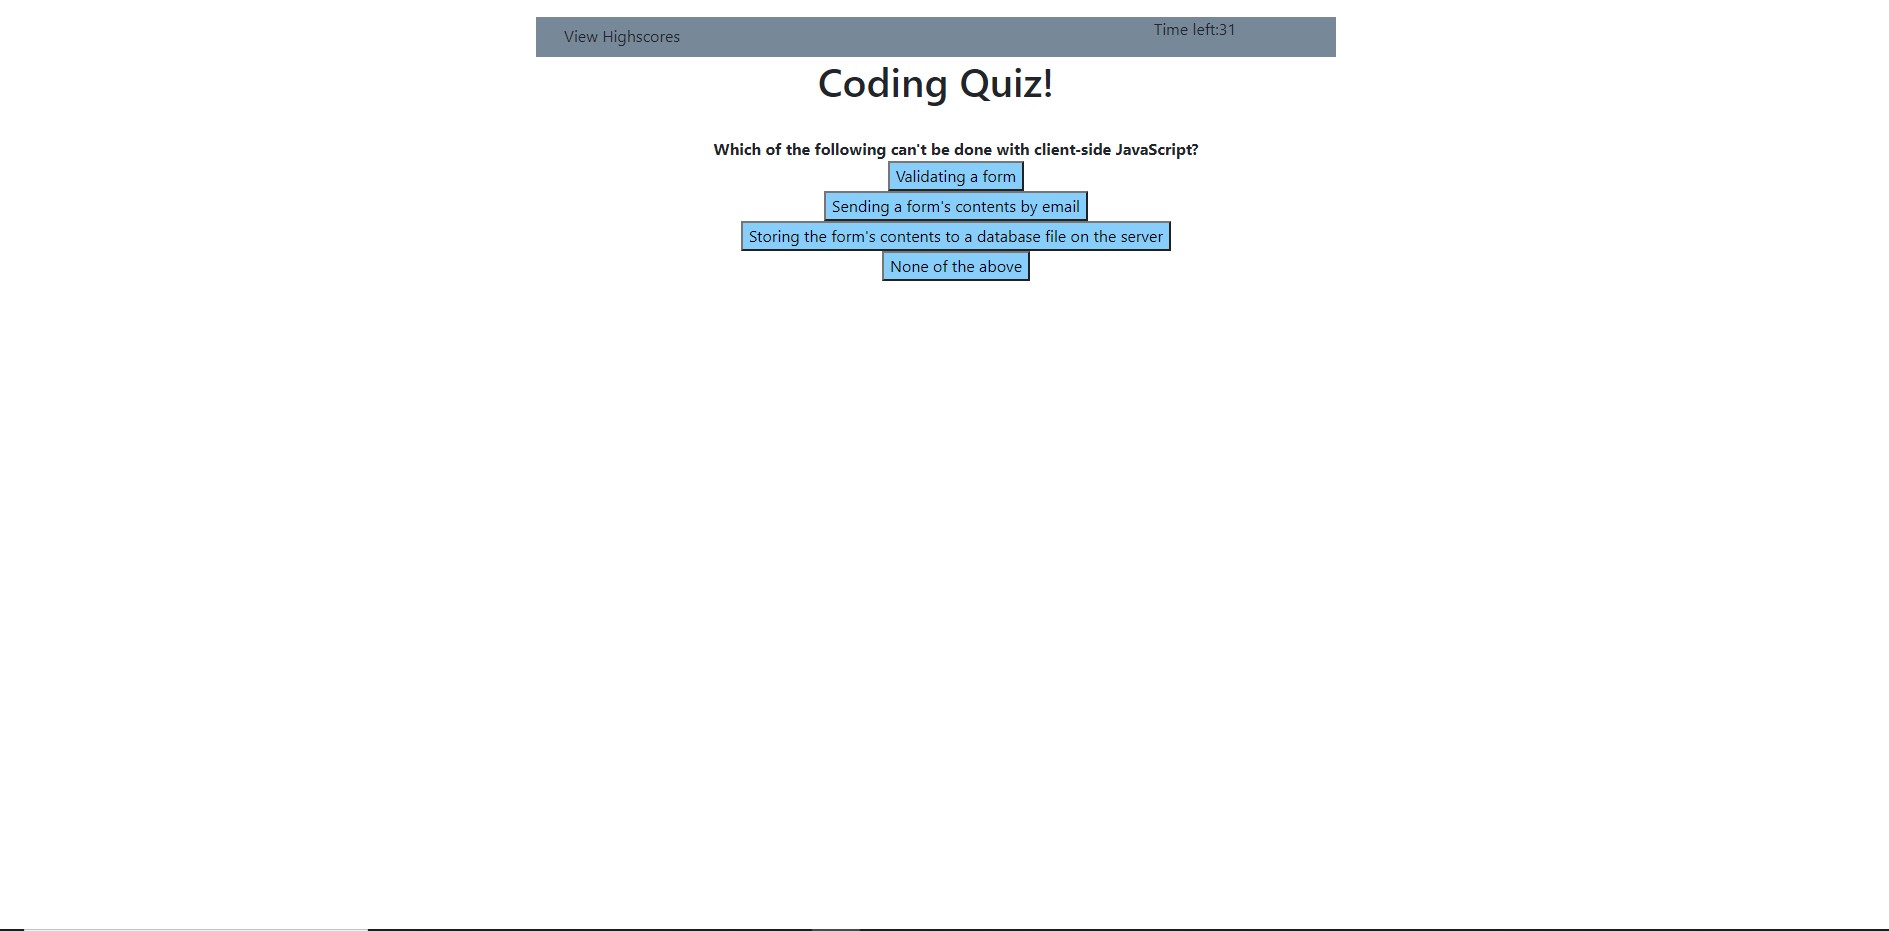 View Highscores
Time left:31
Coding Quiz!
Which of the following can't be done with client-side JavaScript?
Validating a form
Sending a form's contents by email
Storing the form's contents to a database file on the server
None of the above